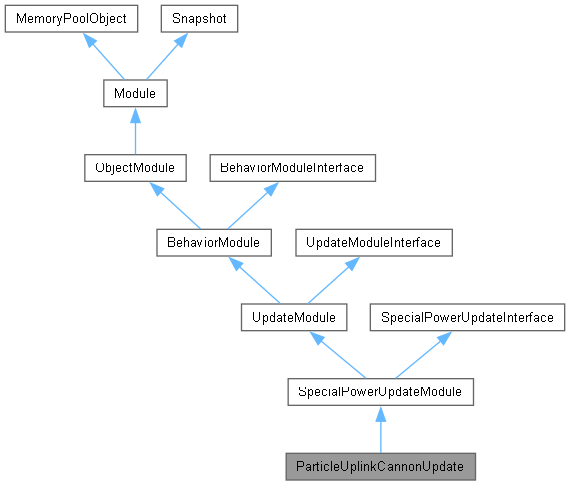 MemoryPoolObject
Snapshot
Module
ObjectModule
BehaviorModuleInterface
BehaviorModule
UpdateModuleInterface
UpdateModule
SpecialPowerUpdateInterface
SpecialPowerUpdateModule
ParticleUplinkCannonUpdate